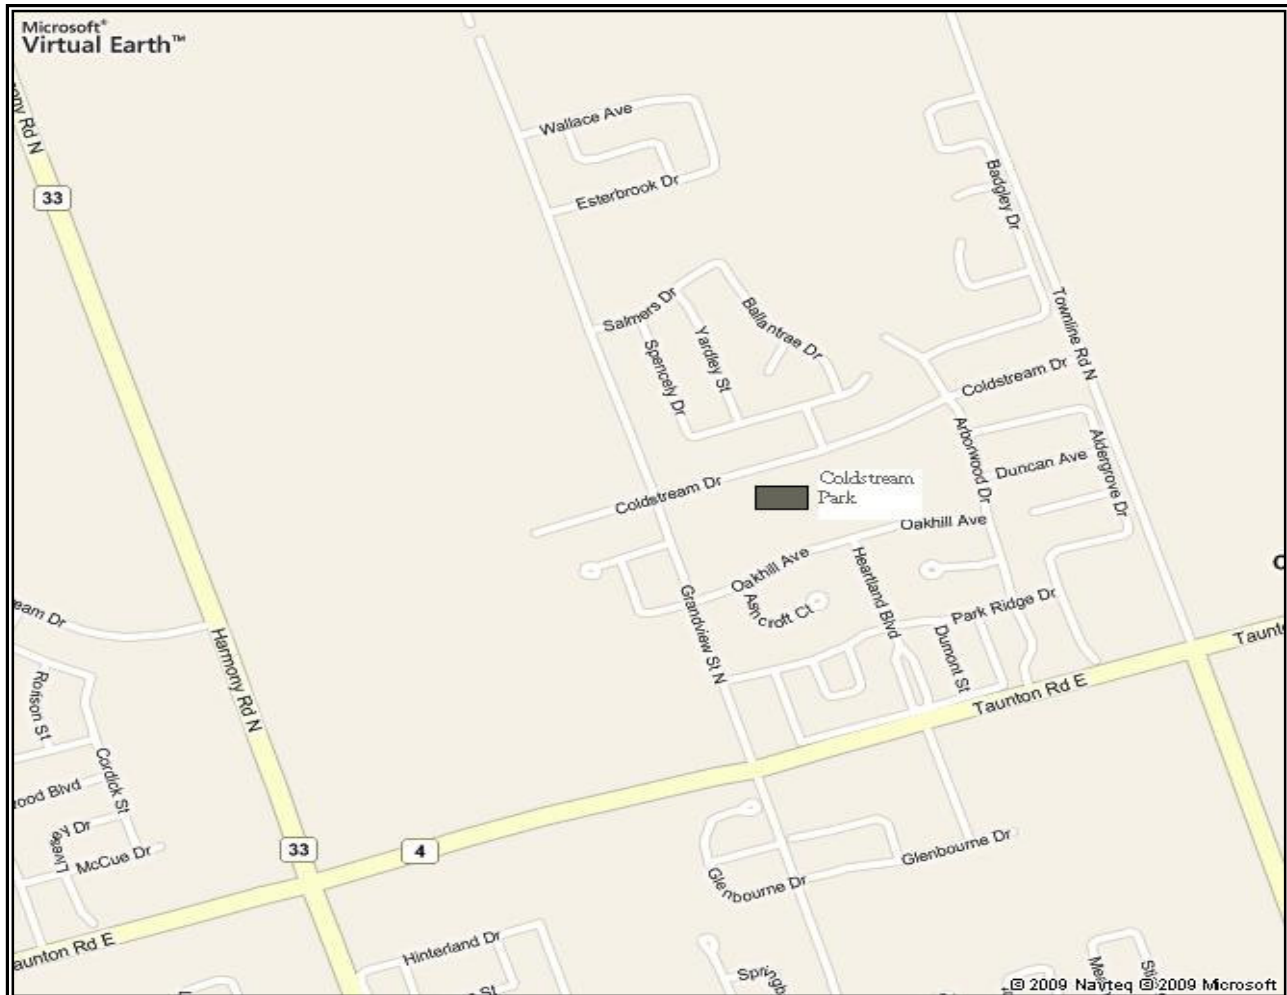 Microsoft®
Virtual Earth™
ony Rd N
33
Wallace Ave
Esterbrook Dr
Badgley Dr
Salmers Dr
Ballantrae Dr
Yardley St
Spencely Dr
Townline Rd N
Coldstream Dr
Arborwood Dr
Aldergrove Dr
Duncan Ave
Coldstream
Park
Coldstream Dr
Oakhill Ave
Oakhill Ave
Heartland Blvd
Ashcroft Ct
Grandview St N
Park Ridge Dr
Dumont St
eam Dr
Harmony Rd N
Taunt
Taunton Rd E
Cordick St
ood Blvd
McCue Dr
33
4
Glenbourne Dr
Glenbourne Dr
aunton Rd E
Hinterland Dr
Springb
St
© 2009 Navteq © 2009 Microsoft